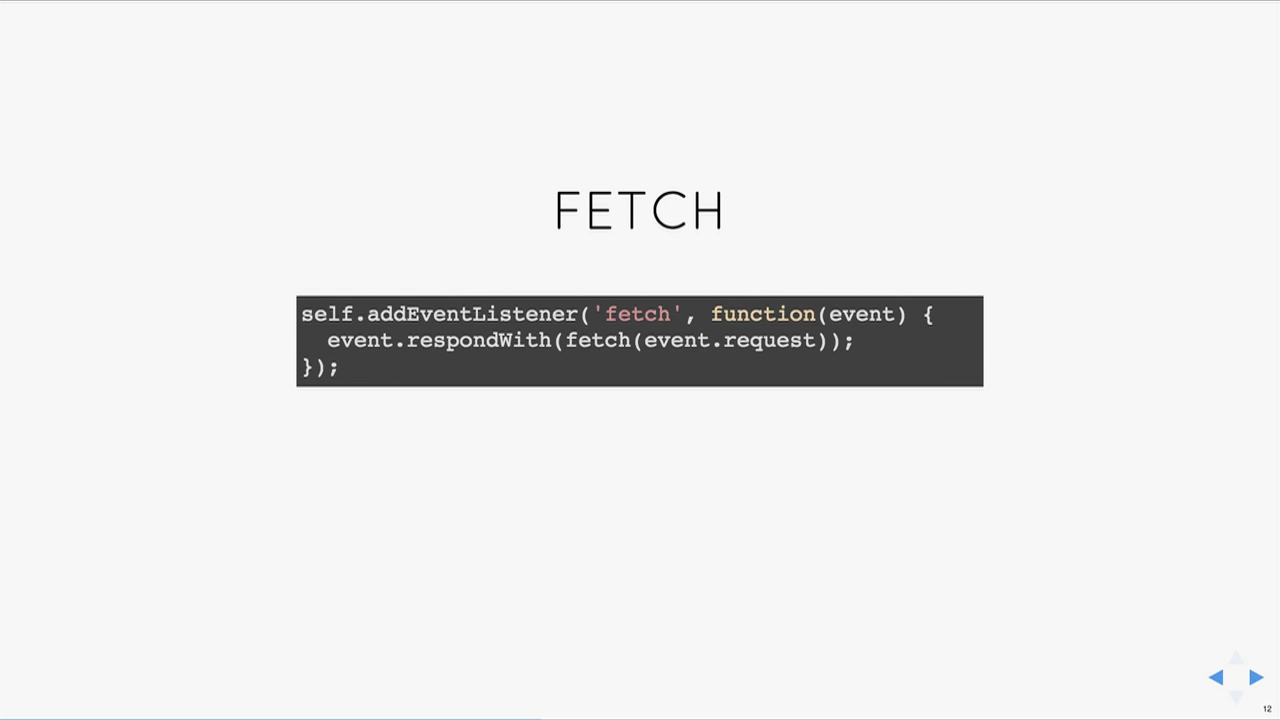 FETCH
self.addEventListener('fetch', function(event) {
  event.respondWith(fetch(event.request));
});
12